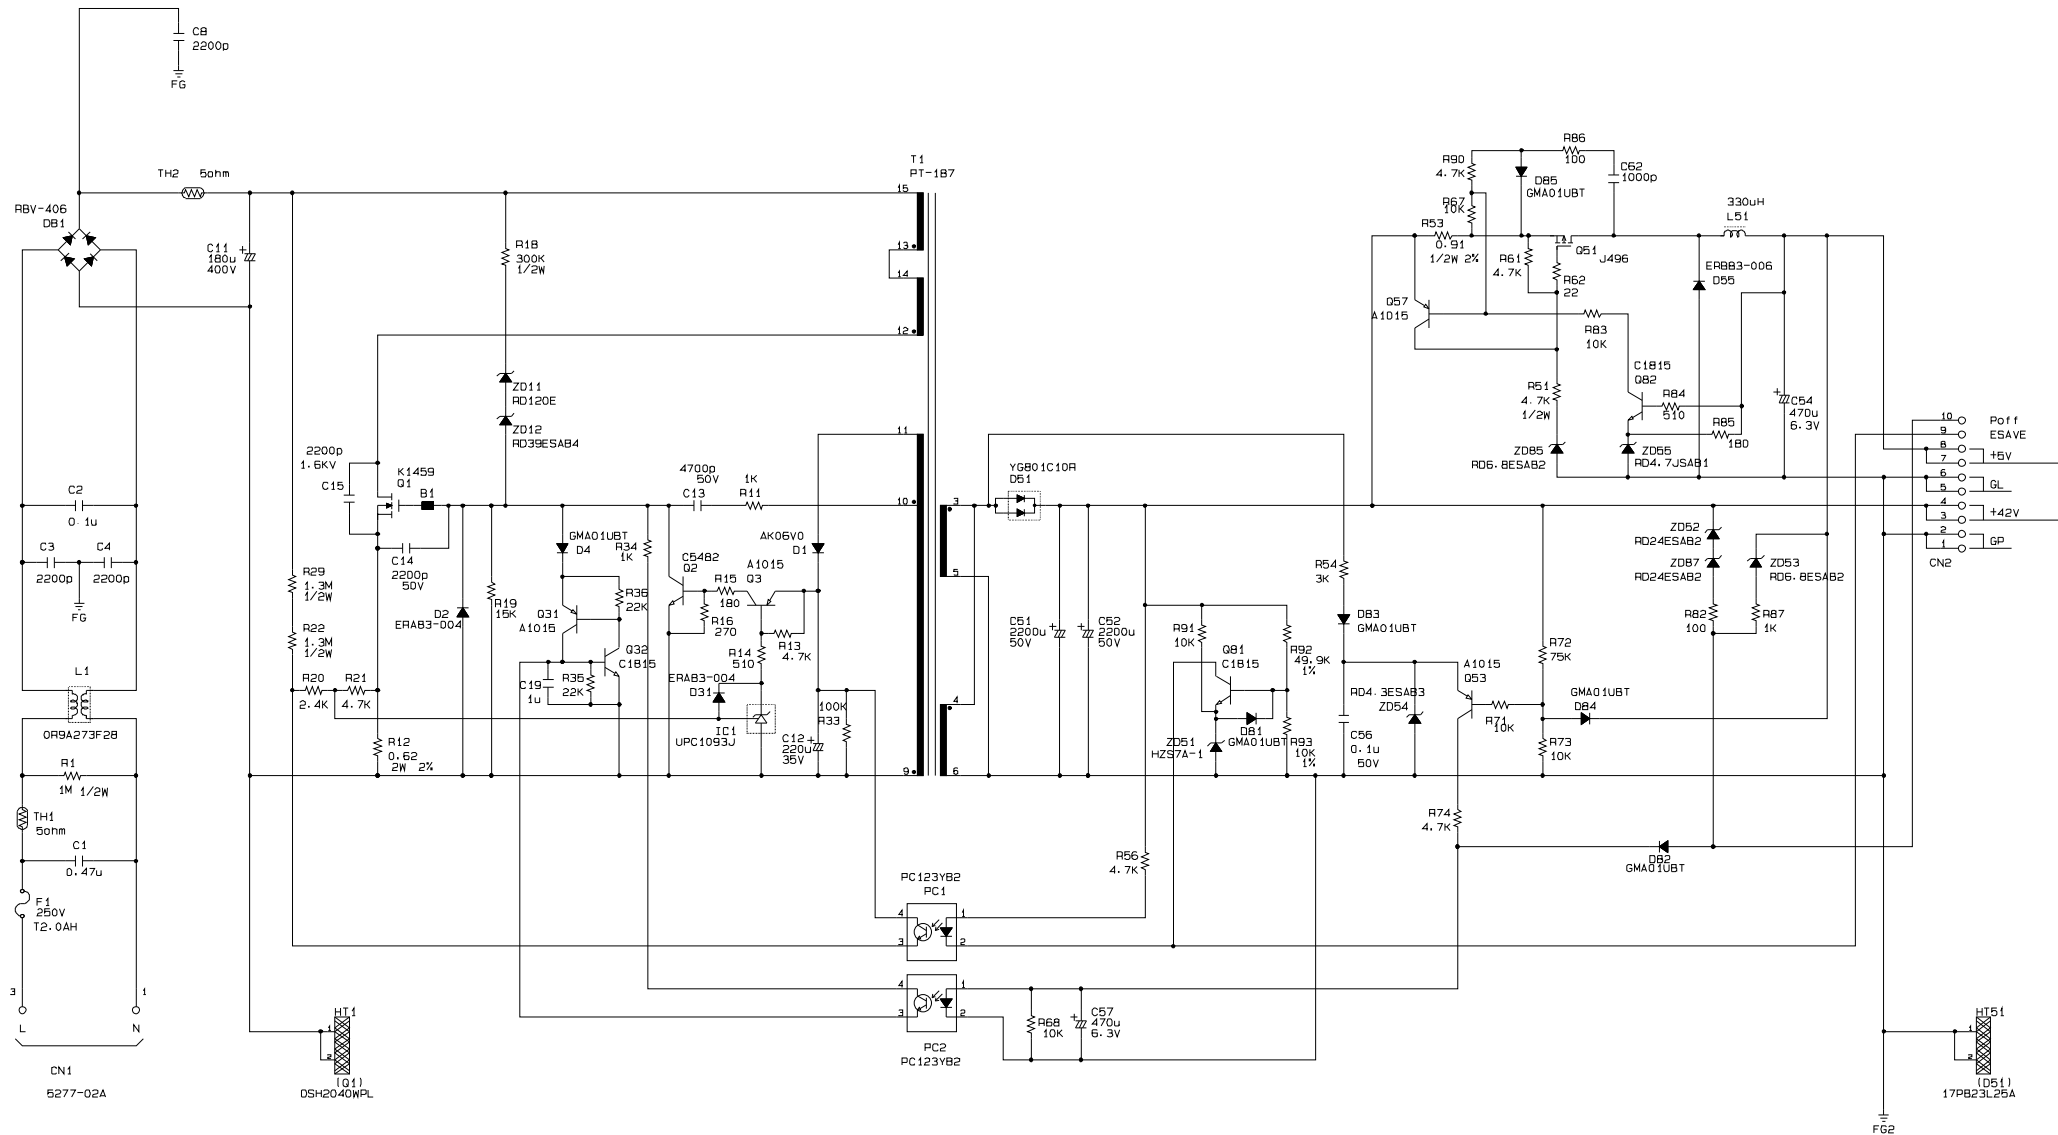 C8
2200p
FG
TH2 5ohm
RBV-406
DB1
C11
180u
400V
+
R18
300K
1/2W
T1
PT-187
15
13
14
12
11
10
9
ZD11
RD120E
ZD12
RD39ESAB4
2200p
1.6KV
C15
K1459
Q1
B1
C14
2200p
50V
4700p
50V
C13
1K
R11
C2
0.1u
C3
2200p
C4
2200p
FG
R29
1.3M
1/2W
R22
1.3M
1/2W
R20
2.4K
R21
4.7K
R12
0.62
2W 2%
D2
ERA83-004
R19
15K
GMA01UBT
D4
R34
1K
Q31
A1015
R36
22K
Q32
C1815
R35
22K
C19
1u
C5482
Q2
R15
180
R16
270
A1015
Q3
AK06V0
D1
R13
4.7K
R14
510
ERA83-004
D31
IC1
UPC1093J
100K
R33
C12
220u
35V
+
L1
0R9A273F28
R1
1M 1/2W
TH1
5ohm
C1
0.47u
F1
250V
T2.0AH
3
1
L
N
CN1
5277-02A
HT1
1
2
(Q1)
OSH2040WPL
3
5
4
6
YG801C10R
D51
C51
2200u
50V
+
C52
2200u
50V
+
R91
10K
Q81
C1815
R92
49.9K
1%
R93
10K
1%
ZD51
HZS7A-1
D81
GMA01UBT
R54
3K
D83
GMA01UBT
C56
0.1u
50V
RD4.3ESAB3
ZD54
A1015
Q53
R71
10K
R72
75K
R73
10K
GMA01UBT
D84
R74
4.7K
R56
4.7K
D82
GMA01UBT
PC123YB2
PC1
4
3
1
2
4
3
1
2
PC2
PC123YB2
R68
10K
C57
470u
6.3V
+
R90
4.7K
R67
10K
R53
0.91
1/2W 2%
D85
GMA01UBT
R86
100
C62
1000p
R61
4.7K
Q51
J496
R62
22
330uH
L51
ERB83-006
D55
Q57
A1015
R83
10K
C1815
Q82
R84
510
R85
180
R51
4.7K
1/2W
ZD85
RD6.8ESAB2
ZD55
RD4.7JSAB1
C54
470u
6.3V
+
ZD52
RD24ESAB2
ZD87
RD24ESAB2
R82
100
ZD53
RD6.8ESAB2
R87
1K
10 Poff
9 ESAVE
8
+5V
7
6
GL
5
4
+42V
3
2
GP
1
CN2
HT51
1
2
(D51)
17PB23L25A
FG2